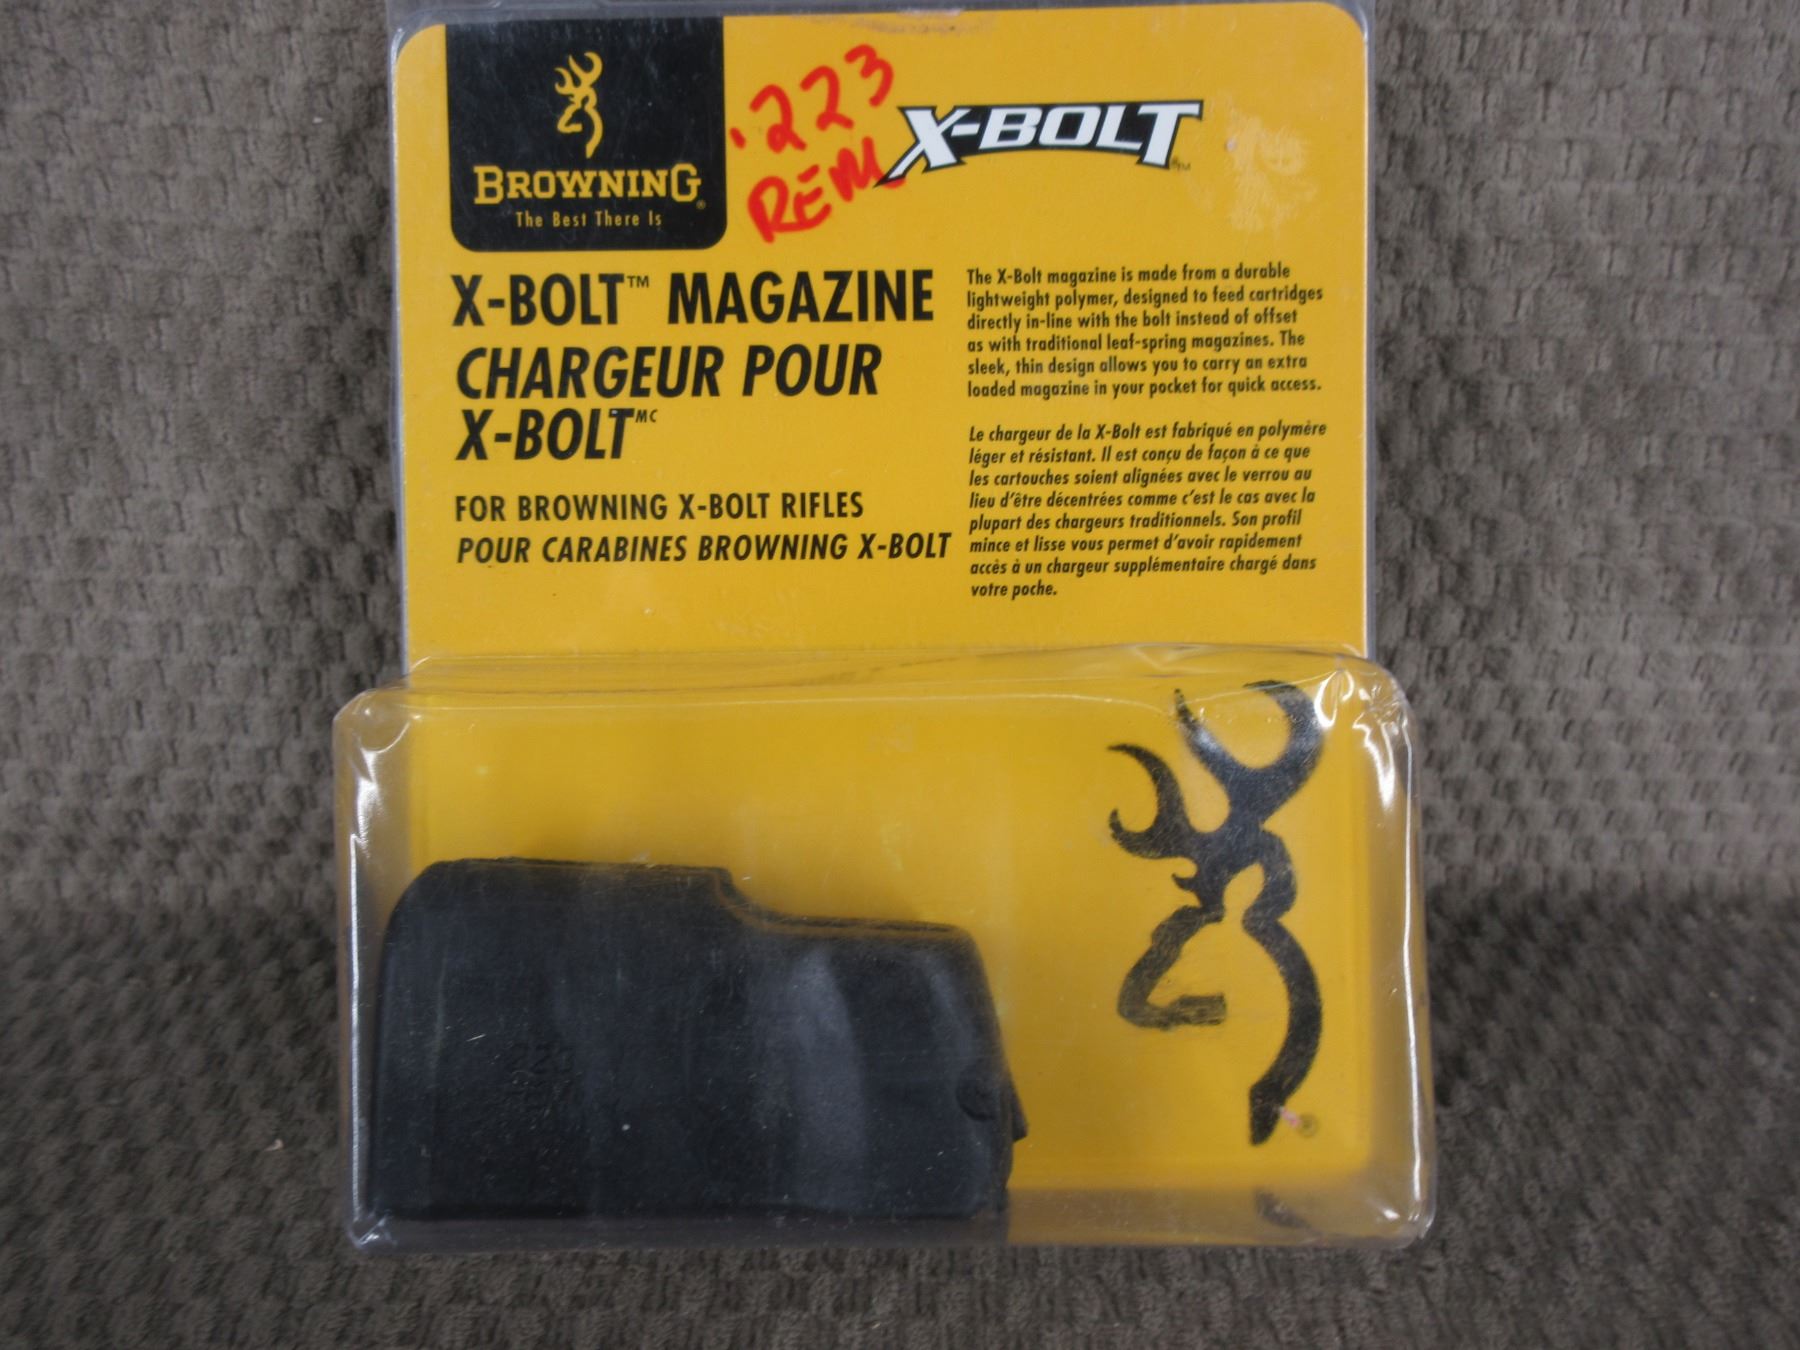 BROWNING®
The Best There Is
.223
REM
X-BOLT™
X-BOLT™ MAGAZINE
CHARGEUR POUR
X-BOLT MC
FOR BROWNING X-BOLT RIFLES
POUR CARABINES BROWNING X-BOLT
The X-Bolt magazine is made from a durable
lightweight polymer, designed to feed cartridges
directly in-line with the bolt instead of offset
as with traditional leaf-spring magazines. The
sleek, thin design allows you to carry an extra
loaded magazine in your pocket for quick access.
Le chargeur de la X-Bolt est fabriqué en polymère
léger et résistant. Il est conçu de façon à ce que
les cartouches soient alignées avec le verrou au
lieu d'être décentrées comme c'est le cas avec la
plupart des chargeurs traditionnels. Son profil
mince et lisse vous permet d'avoir rapidement
accès à un chargeur supplémentaire chargé dans
votre poche.
®